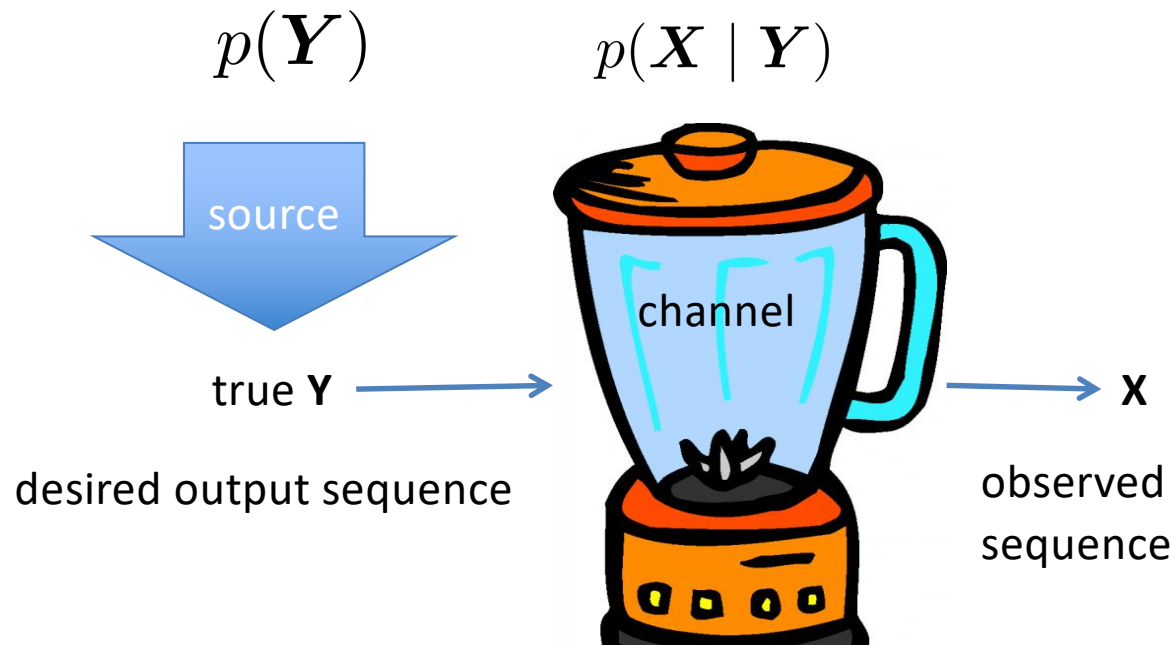 p(Y)
p(X | Y)
source
channel
true Y
X
desired output sequence
observed
sequence